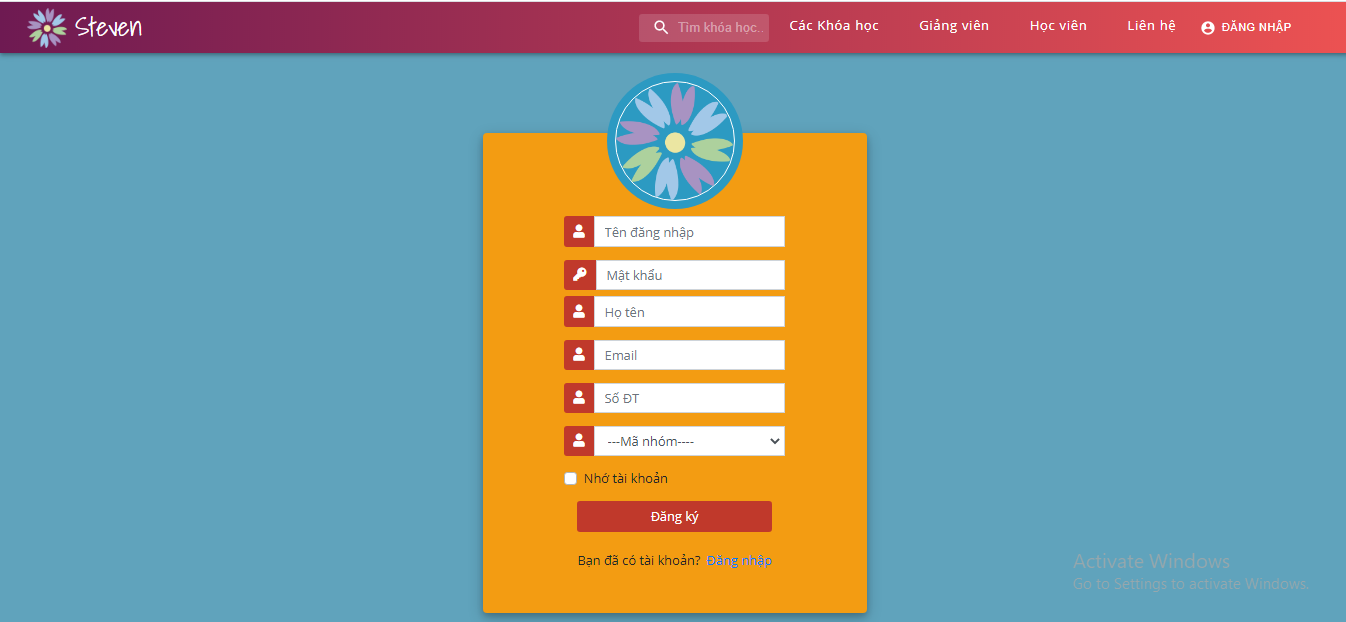 Steven
Tìm khóa học..
Các Khóa học
Giảng viên
Học viên
Liên hệ
ĐĂNG NHẬP
Tên đăng nhập
Mật khẩu
Họ tên
Email
Số ĐT
---Mã nhóm----
Nhớ tài khoản
Đăng ký
Bạn đã có tài khoản? Đăng nhập
Activate Windows
Go to Settings to activate Windows.